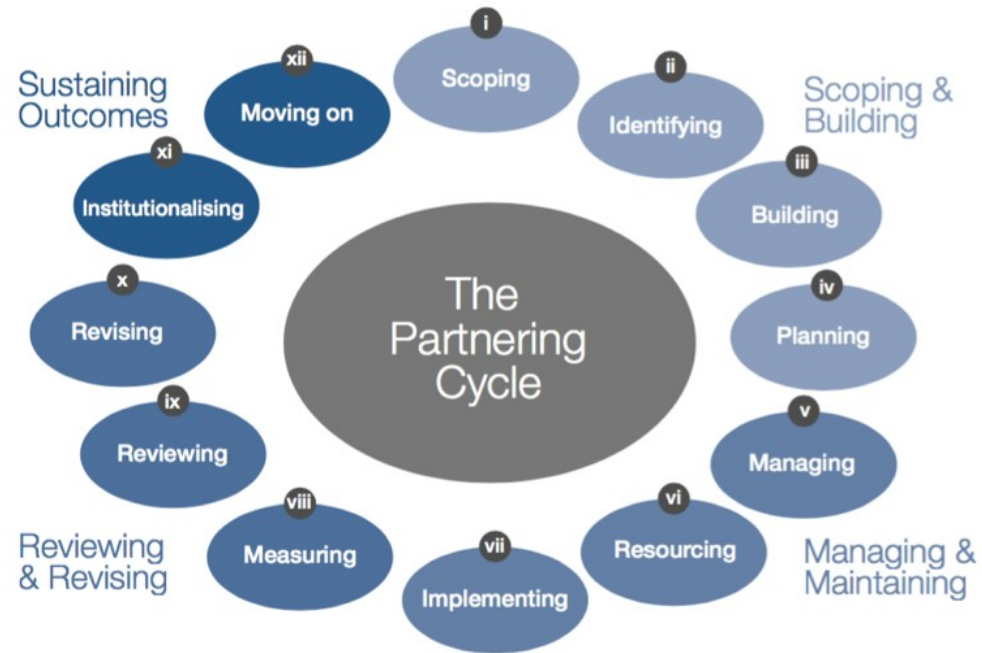 i
Scoping
ii
Identifying
Scoping &
Building
iii
Building
iv
Planning
v
Managing
vi
Resourcing
Managing &
Maintaining
vii
Implementing
viii
Measuring
Reviewing
& Revising
ix
Reviewing
x
Revising
xi
Institutionalising
Sustaining
Outcomes
xii
Moving on
The
Partnering
Cycle